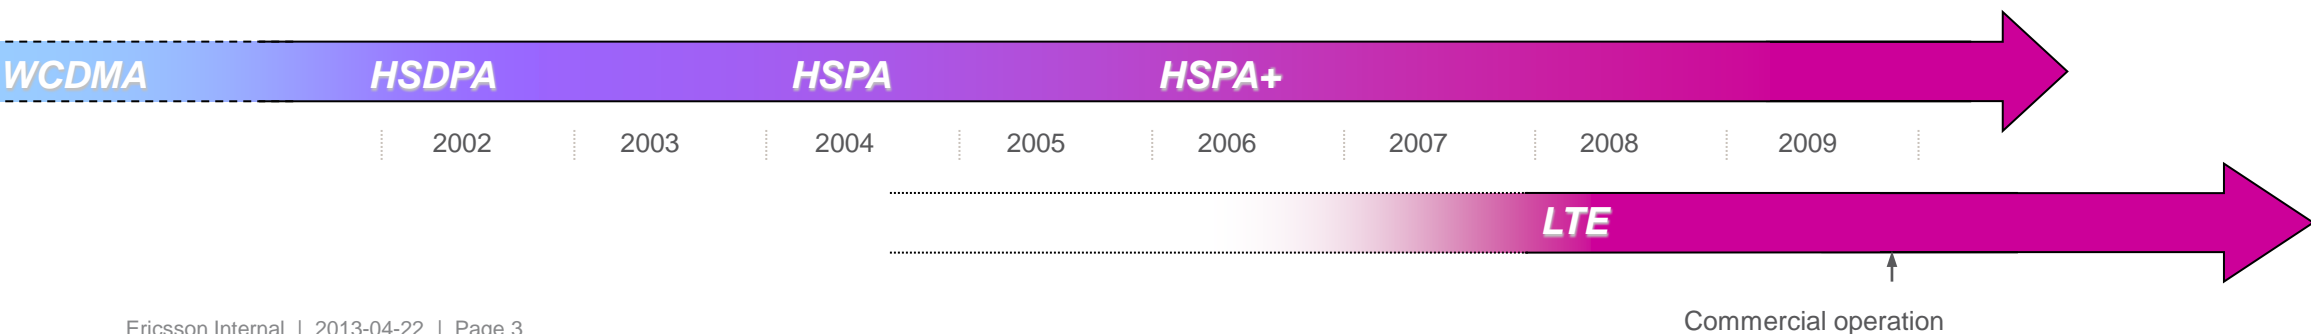 WCDMA HSDPA HSPA HSPA+
2002 2003 2004 2005 2006 2007 2008 2009
LTE
Commercial operation
Ericsson Internal | 2013-04-22 | Page 3